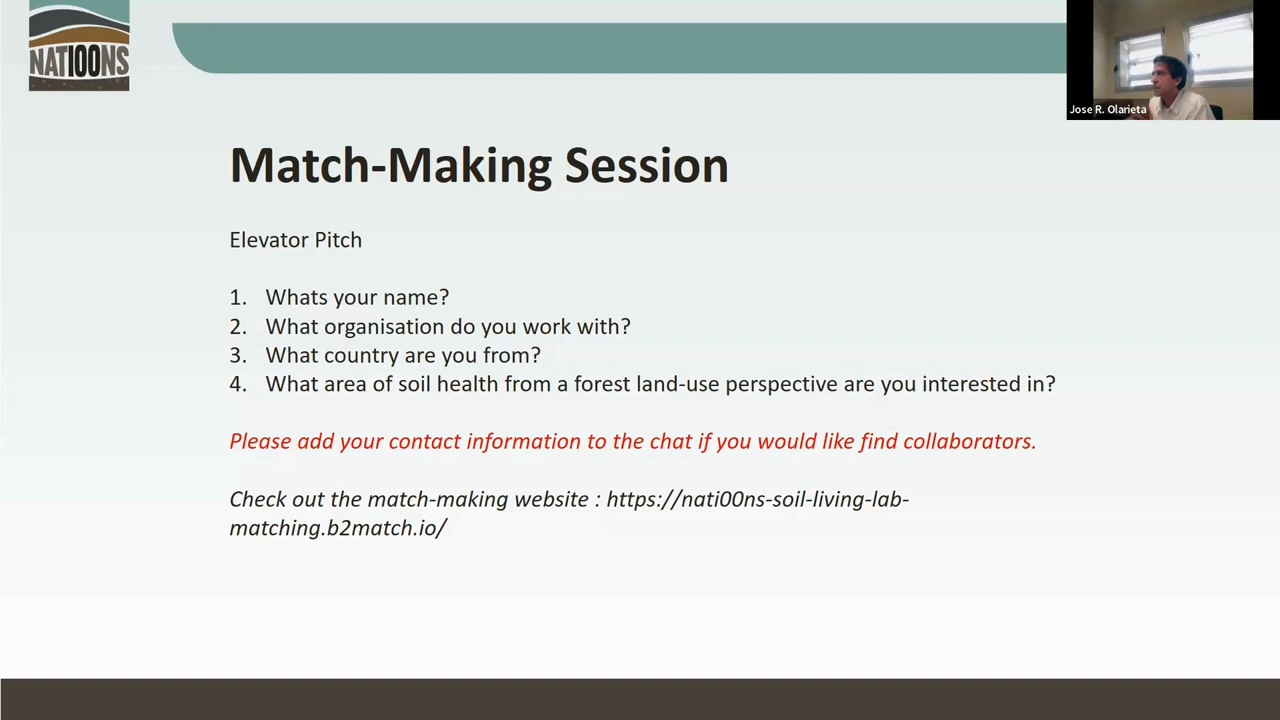 NATI00NS
Jose R. Olarieta
Match-Making Session
Elevator Pitch
1. Whats your name?
2. What organisation do you work with?
3. What country are you from?
4. What area of soil health from a forest land-use perspective are you interested in?
Please add your contact information to the chat if you would like find collaborators.
Check out the match-making website : https://nati00ns-soil-living-lab-
matching.b2match.io/